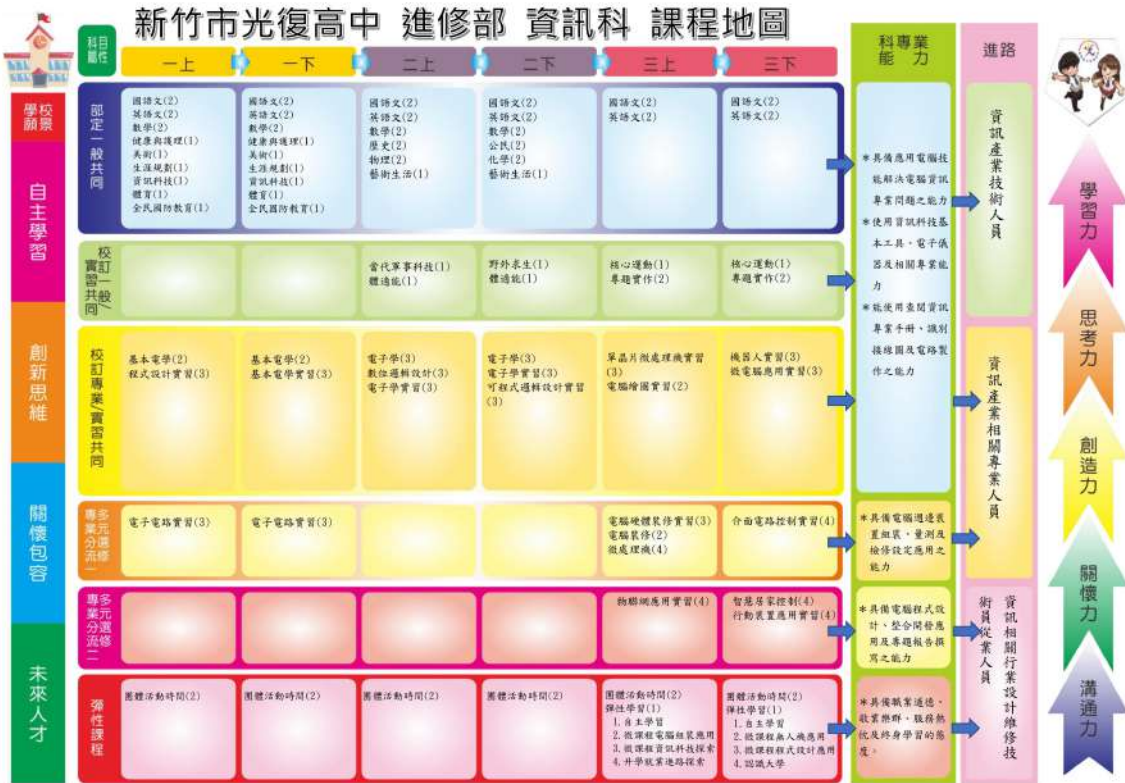 新竹市光復高中 進修部 資訊科 課程地圖
科目屬性
一上
一下
二上
二下
三上
三下
科專業能力
進路
學校願景
自主學習
創新思維
關懷包容
未來人才
部定一般共同
國語文(2)
英語文(2)
數學(2)
健康與護理(1)
美術(1)
生涯規劃(1)
資訊科技(1)
體育(1)
全民國防教育(1)
國語文(2)
英語文(2)
數學(2)
健康與護理(1)
美術(1)
生涯規劃(1)
資訊科技(1)
體育(1)
全民國防教育(1)
國語文(2)
英語文(2)
數學(2)
歷史(2)
物理(2)
藝術生活(1)
國語文(2)
英語文(2)
數學(2)
公民(2)
化學(2)
藝術生活(1)
國語文(2)
英語文(2)
國語文(2)
英語文(2)
校訂一般/實習共同
當代軍事科技(1)
體適能(1)
野外求生(1)
體適能(1)
核心運動(1)
專題實作(2)
核心運動(1)
專題實作(2)
校訂專業/實習共同
基本電學(2)
程式設計實習(3)
基本電學(2)
基本電學實習(3)
電子學(3)
數位邏輯設計(3)
電子學實習(3)
電子學(3)
電子學實習(3)
可程式邏輯設計實習
(3)
單晶片微處理機實習
(3)
電腦繪圖實習(2)
機器人實習(3)
微電腦應用實習(3)
多元選修專業分流一
電子電路實習(3)
電子電路實習(3)
電腦硬體裝修實習(3)
電腦裝修(2)
微處理機(4)
介面電路控制實習(4)
多元選修專業分流二
物聯網應用實習(4)
智慧居家控制(4)
行動裝置應用實習(4)
彈性課程
團體活動時間(2)
團體活動時間(2)
團體活動時間(2)
團體活動時間(2)
團體活動時間(2)
彈性學習(1)
1.自主學習
2.微課程電腦組裝應用
3.微課程資訊科技探索
4.升學就業進路探索
團體活動時間(2)
彈性學習(1)
1.自主學習
2.微課程無人機應用
3.微課程程式設計應用
4.認識大學
*具備應用電腦技
能解決電腦資訊
專業問題之能力
*使用資訊科技基
本工具、電子儀
器及相關專業能
力
*能使用查閱資訊
專業手冊、識別
接線圖及電路製
作之能力
*具備電腦週邊裝
置組裝、量測及
檢修設定應用之
能力
*具備電腦程式設
計、整合開發應
用及專題報告撰
寫之能力
*具備職業道德、
敬業樂群、服務熱
忱及終身學習的態
度。
資訊產業技術人員
資訊產業相關專業人員
資訊相關行業設計維修技
術員從業人員
學習力
思考力
創造力
關懷力
溝通力